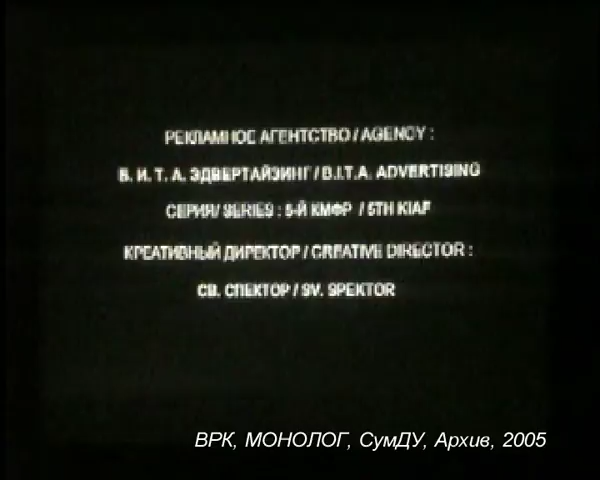 РЕКЛАМНОЕ АГЕНТСТВО / AGENCY :
Б. И. Т. А. ЭДВЕРТАЙЗИНГ / B.I.T.A. ADVERTISING
СЕРИЯ/ SERIES : 5-Й КМФР / 5TH KIAF
КРЕАТИВНЫЙ ДИРЕКТОР / CREATIVE DIRECTOR :
СВ. СПЕКТОР / SV. SPEKTOR
ВРК, МОНОЛОГ, СумДУ, Архив, 2005